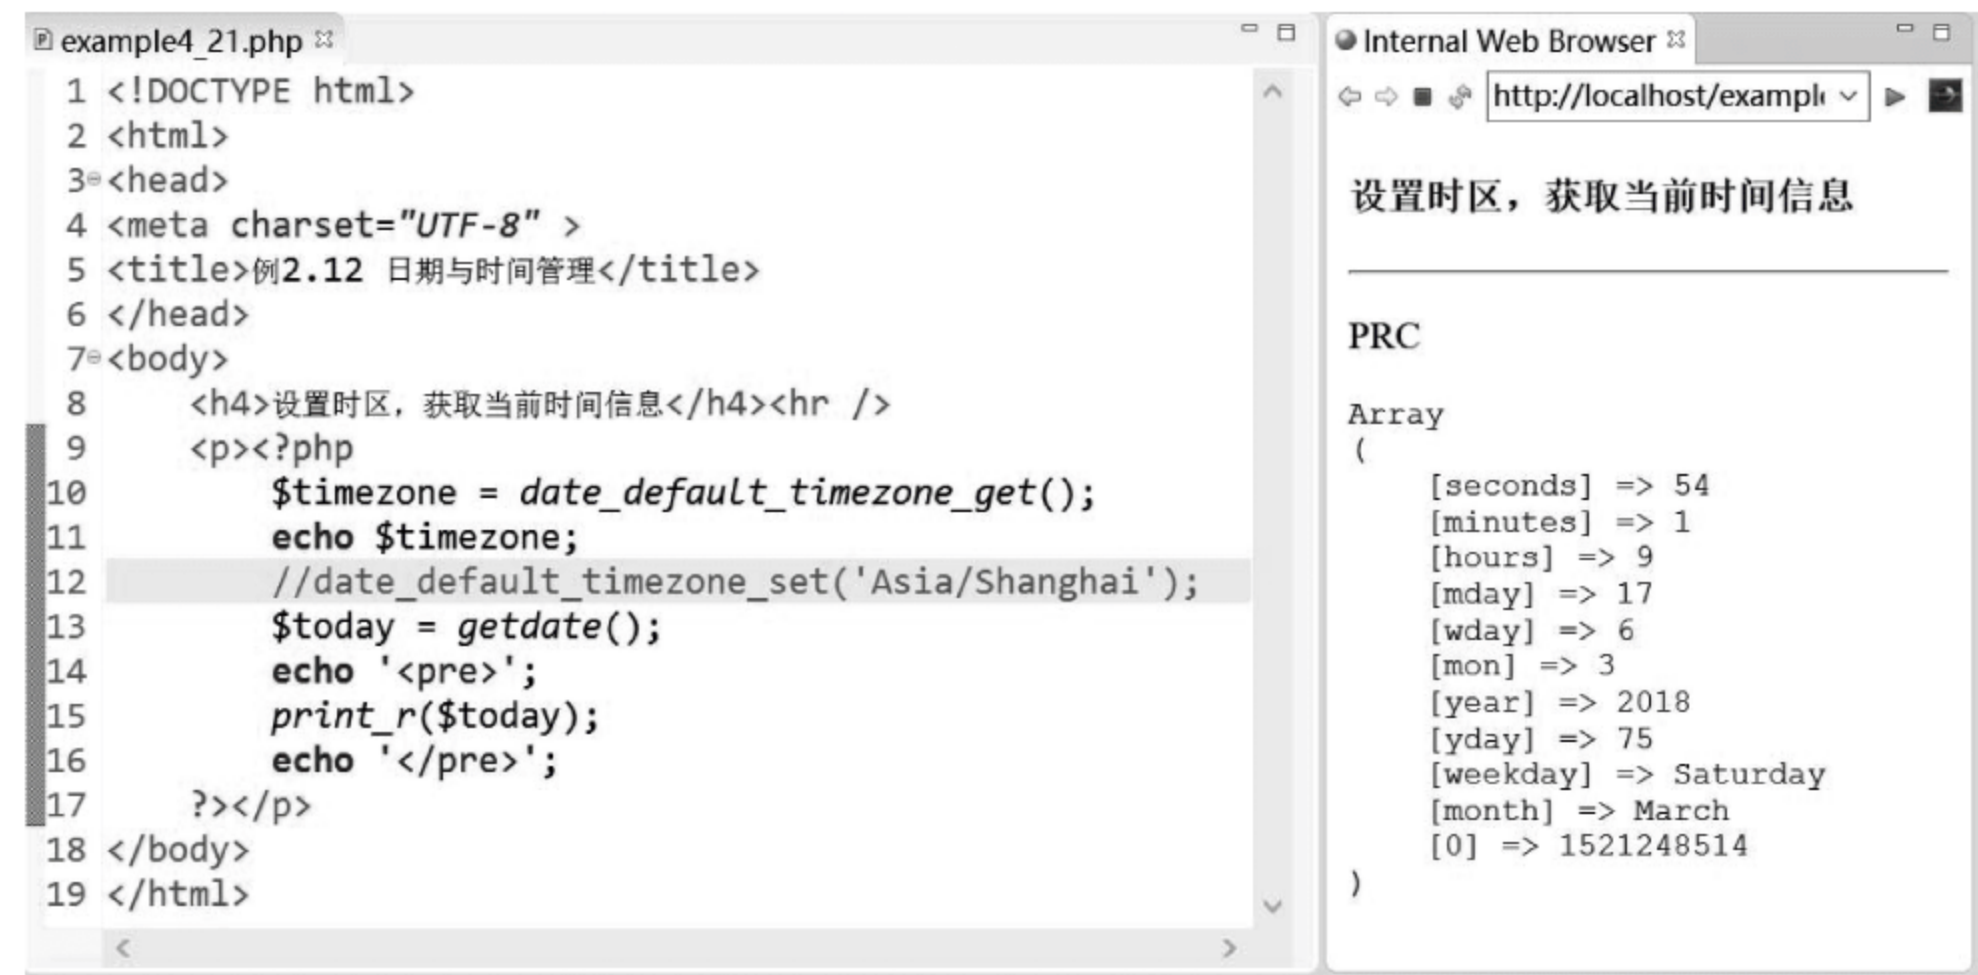 example4_21.php
1 <!DOCTYPE html>
2 <html>
3 <head>
4 <meta charset="UTF-8" >
5 <title>例2.12 日期与时间管理</title>
6 </head>
7 <body>
8 <h4>设置时区，获取当前时间信息</h4><hr />
9 <p><?php
10 $timezone = date_default_timezone_get();
11 echo $timezone;
12 //date_default_timezone_set('Asia/Shanghai');
13 $today = getdate();
14 echo '<pre>';
15 print_r($today);
16 echo '</pre>';
17 ?></p>
18 </body>
19 </html>
Internal Web Browser
http://localhost/exampl
设置时区，获取当前时间信息
PRC
Array
(
[seconds] => 54
[minutes] => 1
[hours] => 9
[mday] => 17
[wday] => 6
[mon] => 3
[year] => 2018
[yday] => 75
[weekday] => Saturday
[month] => March
[0] => 1521248514
)